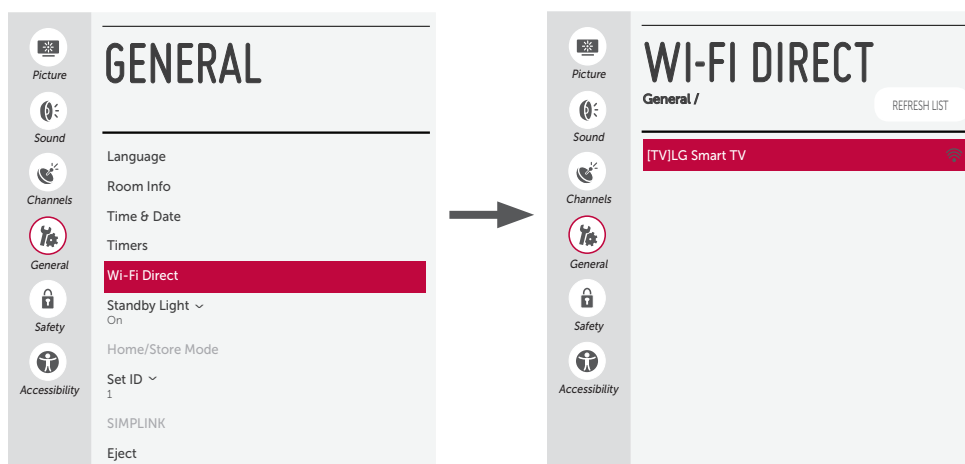 Picture
Sound
Channels
General
Safety
Accessibility
GENERAL
Language
Room Info
Time & Date
Timers
Wi-Fi Direct
Standby Light
On
Home/Store Mode
Set ID
1
SIMPLINK
Eject
Picture
Sound
Channels
General
Safety
Accessibility
WI-FI DIRECT
General /
REFRESH LIST
[TV]LG Smart TV